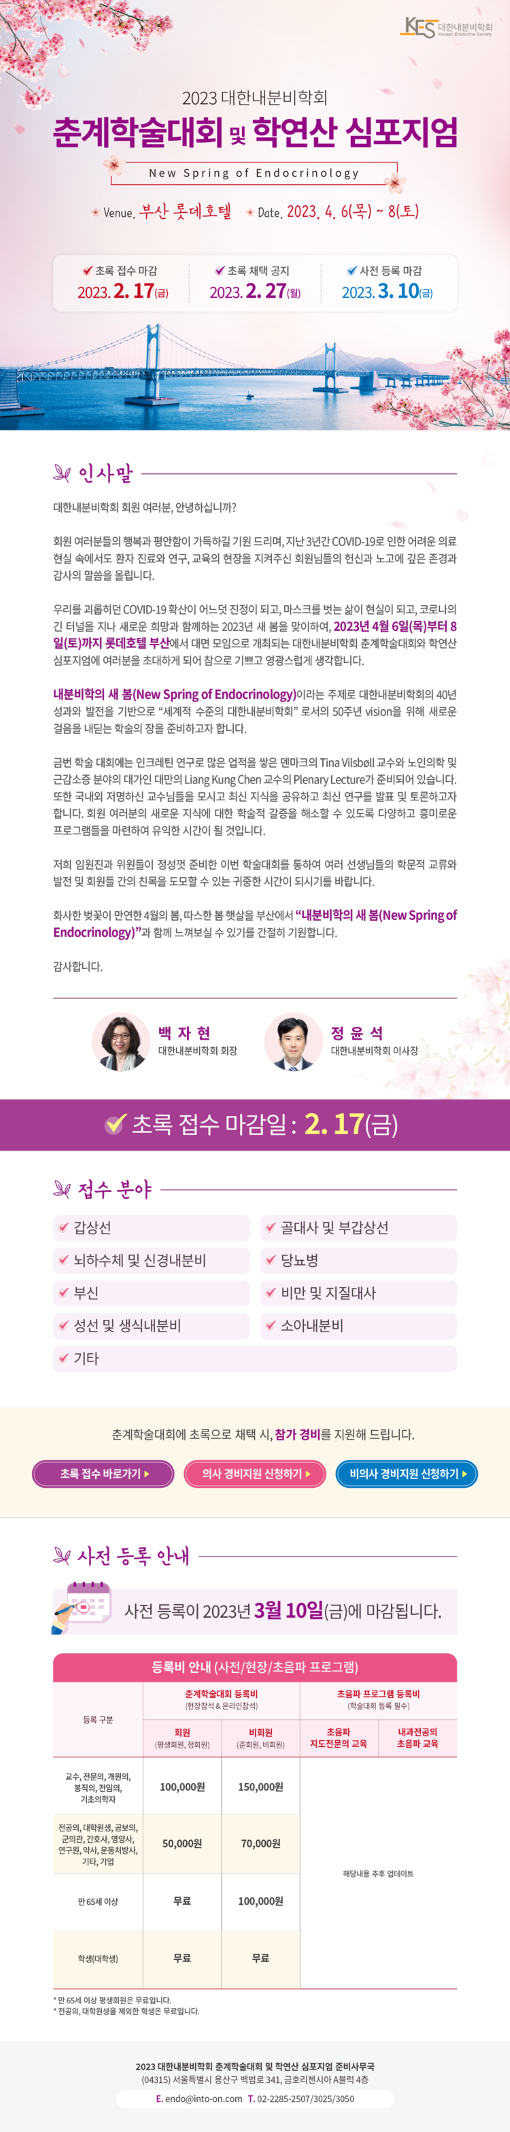 KES 대한내분비학회
Korean Endocrine Society
2023 대한내분비학회
춘계학술대회 및 학연산 심포지엄
New Spring of Endocrinology
Venue. 부산 롯데호텔 Date. 2023. 4. 6(목) ~ 8(토)
초록 접수 마감 초록 채택 공지 사전 등록 마감
2023. 2. 17(금) 2023. 2. 27(월) 2023. 3. 10(금)
인사말
대한내분비학회 회원 여러분, 안녕하십니까?
회원 여러분들의 행복과 평안함이 가득하길 기원 드리며, 지난 3년간 COVID-19로 인한 어려운 의료
현실 속에서도 환자 진료와 연구, 교육의 현장을 지켜주신 회원님들의 헌신과 노고에 깊은 존경과
감사의 말씀을 올립니다.
우리를 괴롭히던 COVID-19 확산이 어느덧 진정이 되고, 마스크를 벗는 삶이 현실이 되고, 코로나의
긴 터널을 지나 새로운 희망과 함께하는 2023년 새 봄을 맞이하여, 2023년 4월 6일(목)부터 8
일(토)까지 롯데호텔 부산에서 대면 모임으로 개최되는 대한내분비학회 춘계학술대회와 학연산
심포지엄에 여러분을 초대하게 되어 참으로 기쁘고 영광스럽게 생각합니다.
내분비학의 새 봄(New Spring of Endocrinology)이라는 주제로 대한내분비학회의 40년
성과와 발전을 기반으로 “세계적 수준의 대한내분비학회” 로서의 50주년 vision을 위해 새로운
걸음을 내딛는 학술의 장을 준비하고자 합니다.
금번 학술 대회에는 인크레틴 연구로 많은 업적을 쌓은 덴마크의 Tina Vilsbøll 교수와 노인의학 및
근감소증 분야의 대가인 대만의 Liang Kung Chen 교수의 Plenary Lecture가 준비되어 있습니다.
또한 국내외 저명하신 교수님들을 모시고 최신 지식을 공유하고 최신 연구를 발표 및 토론하고자
합니다. 회원 여러분의 새로운 지식에 대한 학술적 갈증을 해소할 수 있도록 다양하고 흥미로운
프로그램들을 마련하여 유익한 시간이 될 것입니다.
저희 임원진과 위원들이 정성껏 준비한 이번 학술대회를 통하여 여러 선생님들의 학문적 교류와
발전 및 회원들 간의 친목을 도모할 수 있는 귀중한 시간이 되시기를 바랍니다.
화사한 벚꽃이 만연한 4월의 봄, 따스한 봄 햇살을 부산에서 “내분비학의 새 봄(New Spring of
Endocrinology)”과 함께 느껴보실 수 있기를 간절히 기원합니다.
감사합니다.
백 자 현 정 윤 석
대한내분비학회 회장 대한내분비학회 이사장
초록 접수 마감일 : 2. 17(금)
접수 분야
갑상선 골대사 및 부갑상선
뇌하수체 및 신경내분비 당뇨병
부신 비만 및 지질대사
성선 및 생식내분비 소아내분비
기타
춘계학술대회에 초록으로 채택 시, 참가 경비를 지원해 드립니다.
초록 접수 바로가기 의사 경비지원 신청하기 비의사 경비지원 신청하기
사전 등록 안내
사전 등록이 2023년 3월 10일(금)에 마감됩니다.
등록비 안내 (사전/현장/초음파 프로그램)
등록 구분 춘계학술대회 등록비 초음파 프로그램 등록비
(현장참석 & 온라인참석) (학술대회 등록 필수)
회원 비회원 초음파 내과전공의
(평생회원, 정회원) (준회원, 비회원) 지도전문의 교육 초음파 교육
교수, 전문의, 개원의,
봉직의, 전임의, 100,000원 150,000원
기초의학자
전공의, 대학원생, 공보의,
군의관, 간호사, 영양사, 50,000원 70,000원
연구원, 약사, 운동처방사,
기타, 기업
해당내용 추후 업데이트
만 65세 이상 무료 100,000원
학생(대학생) 무료 무료
* 만 65세 이상 평생회원은 무료입니다.
* 전공의, 대학원생을 제외한 학생은 무료입니다.
2023 대한내분비학회 춘계학술대회 및 학연산 심포지엄 준비사무국
(04315) 서울특별시 용산구 백범로 341, 금호리첸시아 A블럭 4층
E. endo@into-on.com T. 02-2285-2507/3025/3050